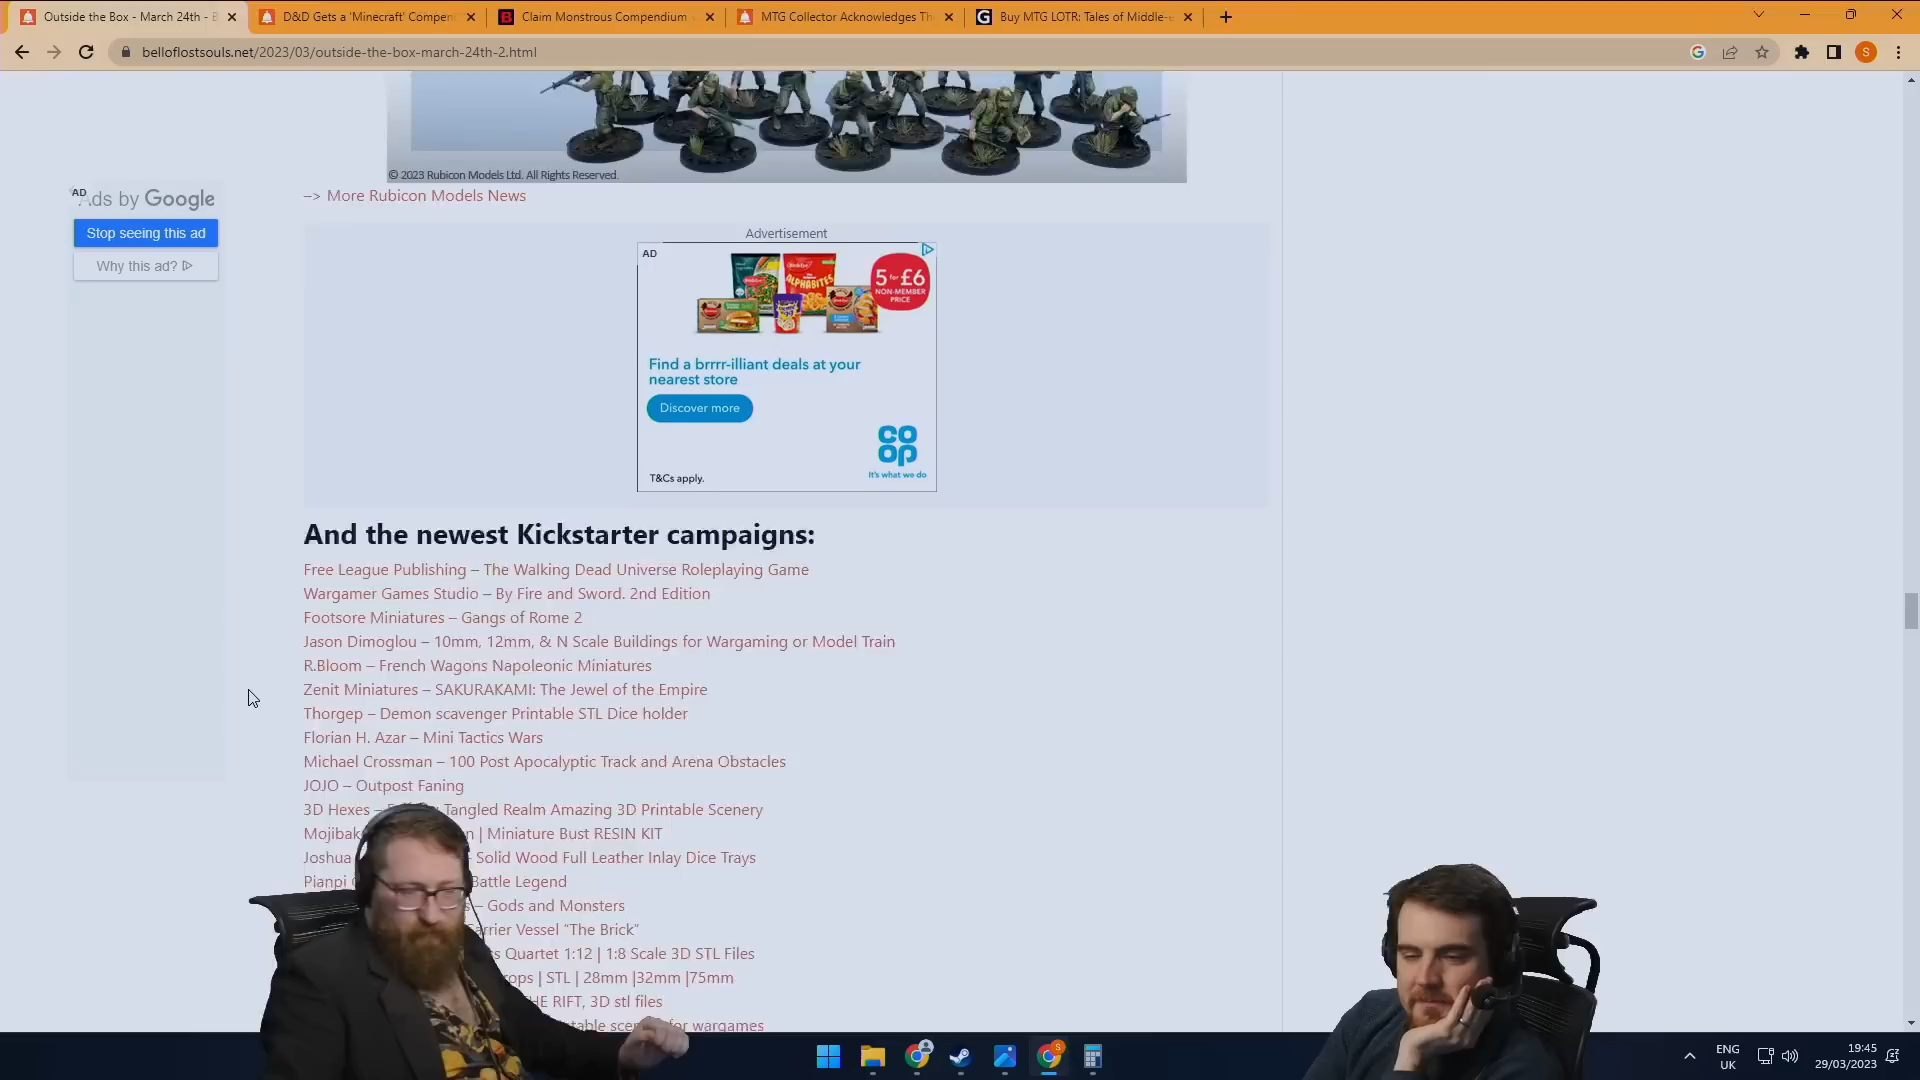 Outside the Box - March 24th - B
D&D Gets a 'Minecraft' Compen
Claim Monstrous Compendium
MTG Collector Acknowledges Th
Buy MTG LOTR: Tales of Middle-e
belloflostsouls.net/2023/03/outside-the-box-march-24th-2.html
S
© 2023 Rubicon Models Ltd. All Rights Reserved.
–> More Rubicon Models News
AD
Ads by Google
Stop seeing this ad
Why this ad?
Advertisement
AD
ALPHABITES
5 for £6
NON-MEMBER
PRICE
Find a brrrr-illiant deals at your
nearest store
Discover more
CO
OP
It's what we do
T&Cs apply.
And the newest Kickstarter campaigns:
Free League Publishing – The Walking Dead Universe Roleplaying Game
Wargamer Games Studio – By Fire and Sword. 2nd Edition
Footsore Miniatures – Gangs of Rome 2
Jason Dimoglou – 10mm, 12mm, & N Scale Buildings for Wargaming or Model Train
R.Bloom – French Wagons Napoleonic Miniatures
Zenit Miniatures – SAKURAKAMI: The Jewel of the Empire
Thorgep – Demon scavenger Printable STL Dice holder
Florian H. Azar – Mini Tactics Wars
Michael Crossman – 100 Post Apocalyptic Track and Arena Obstacles
JOJO – Outpost Faning
3D Hexes – Tangled Realm Amazing 3D Printable Scenery
| Miniature Bust RESIN KIT
Joshua – Solid Wood Full Leather Inlay Dice Trays
Pianpi Battle Legend
– Gods and Monsters
Carrier Vessel “The Brick”
Quartet 1:12 | 1:8 Scale 3D STL Files
| STL | 28mm |32mm |75mm
THE RIFT, 3D stl files
for wargames
ENG
UK
19:45
29/03/2023